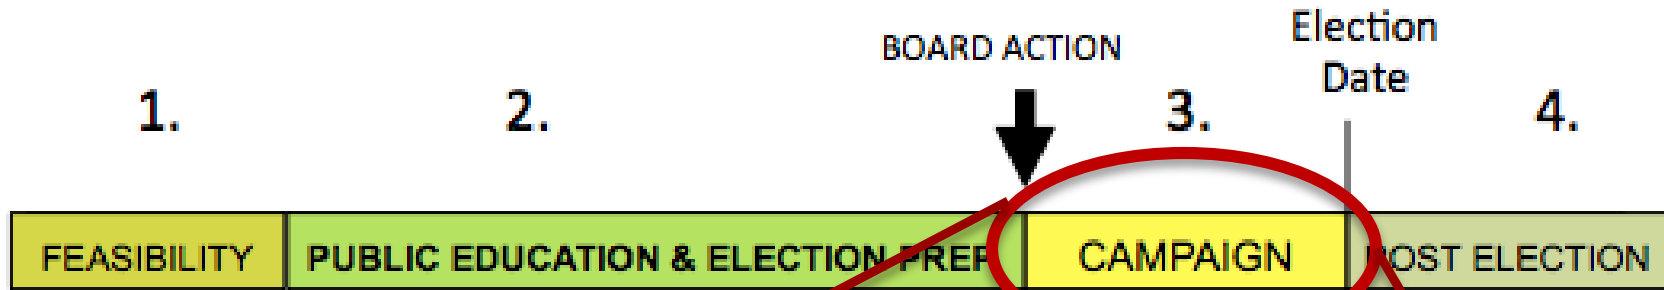 BOARD ACTION
Election
Date
1.
2.
3.
4.
FEASIBILITY
PUBLIC EDUCATION & ELECTION PREP
CAMPAIGN
POST ELECTION